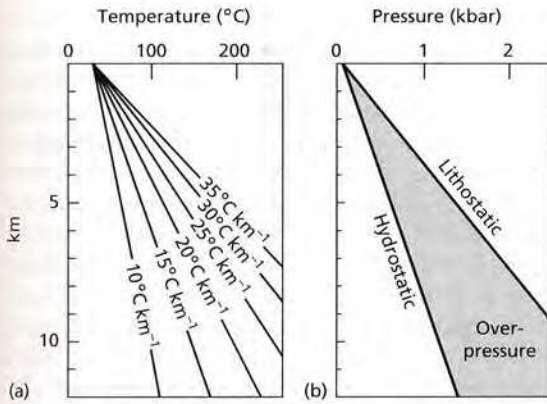 Temperature (°C)
0 100 200
km
5
10
35°C km⁻¹
30°C km⁻¹
25°C km⁻¹
20°C km⁻¹
15°C km⁻¹
10°C km⁻¹
(a)
Pressure (kbar)
0 1 2
Lithostatic
Hydrostatic
Over-
pressure
(b)